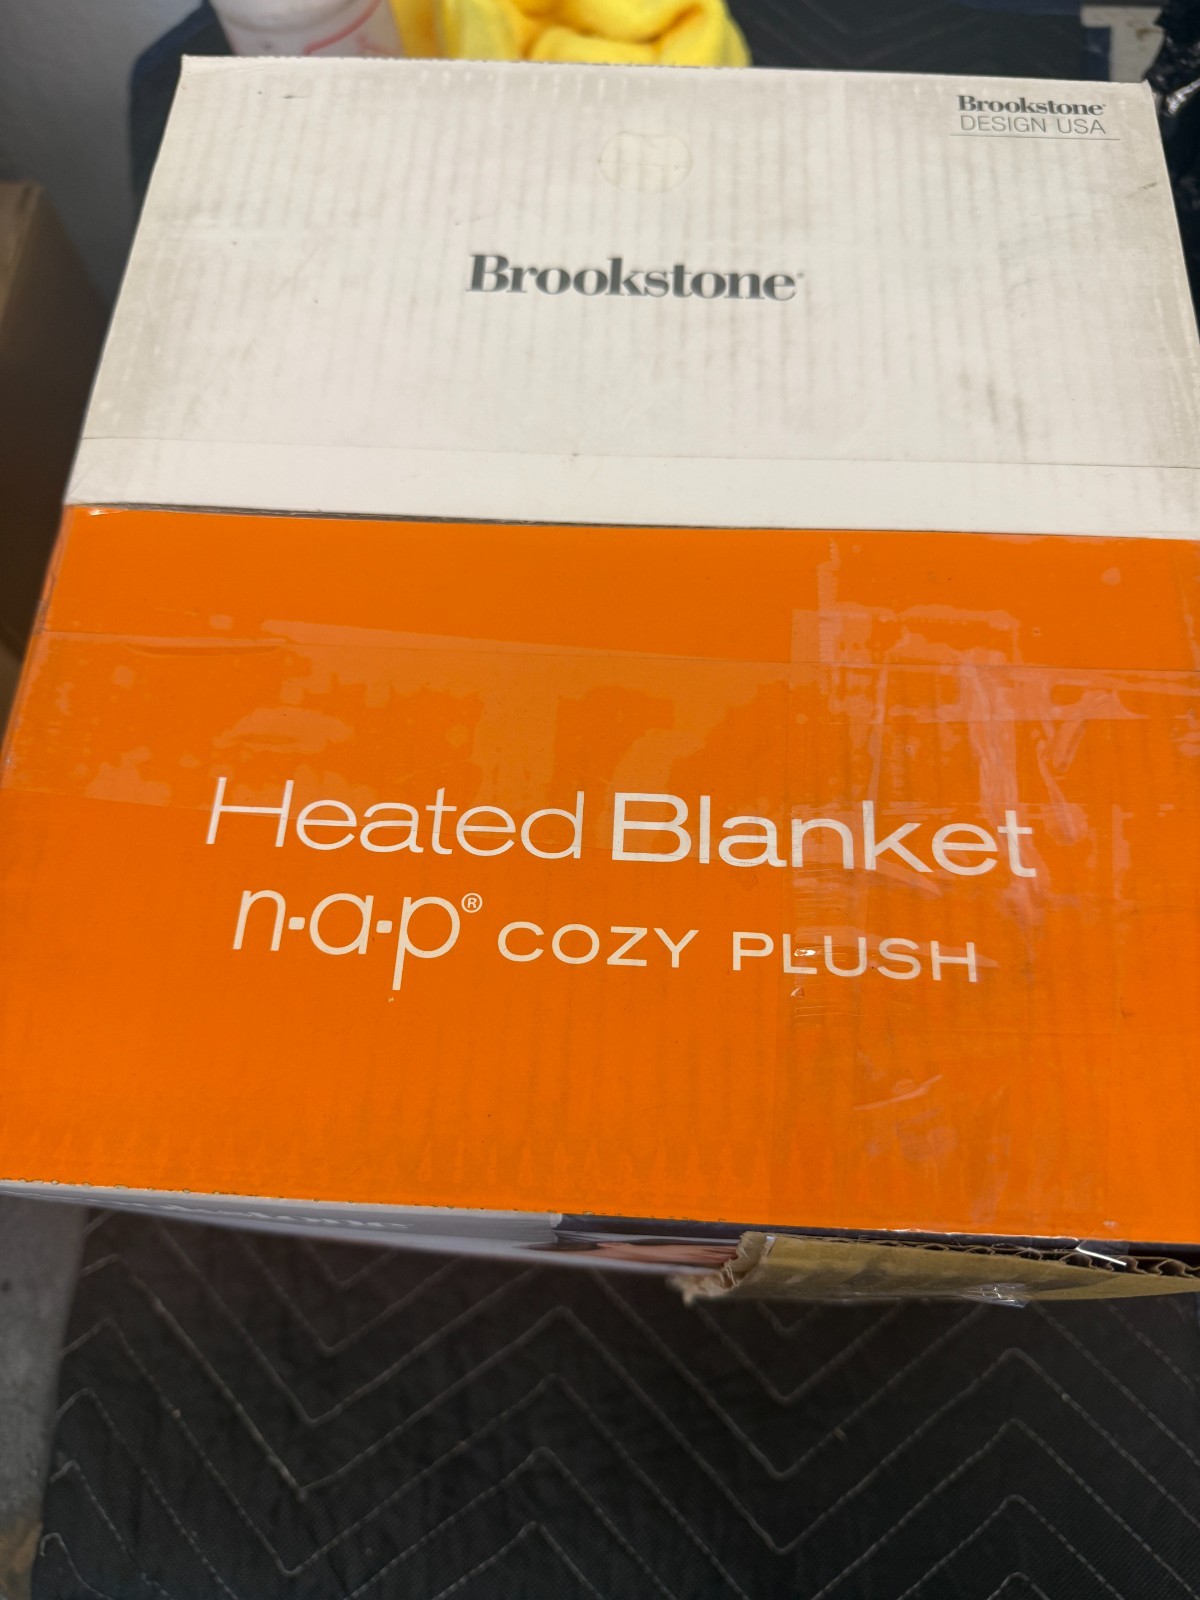 Brookstone
DESIGN USA
Brookstone
Heated Blanket
n·a·p® COZY PLUSH